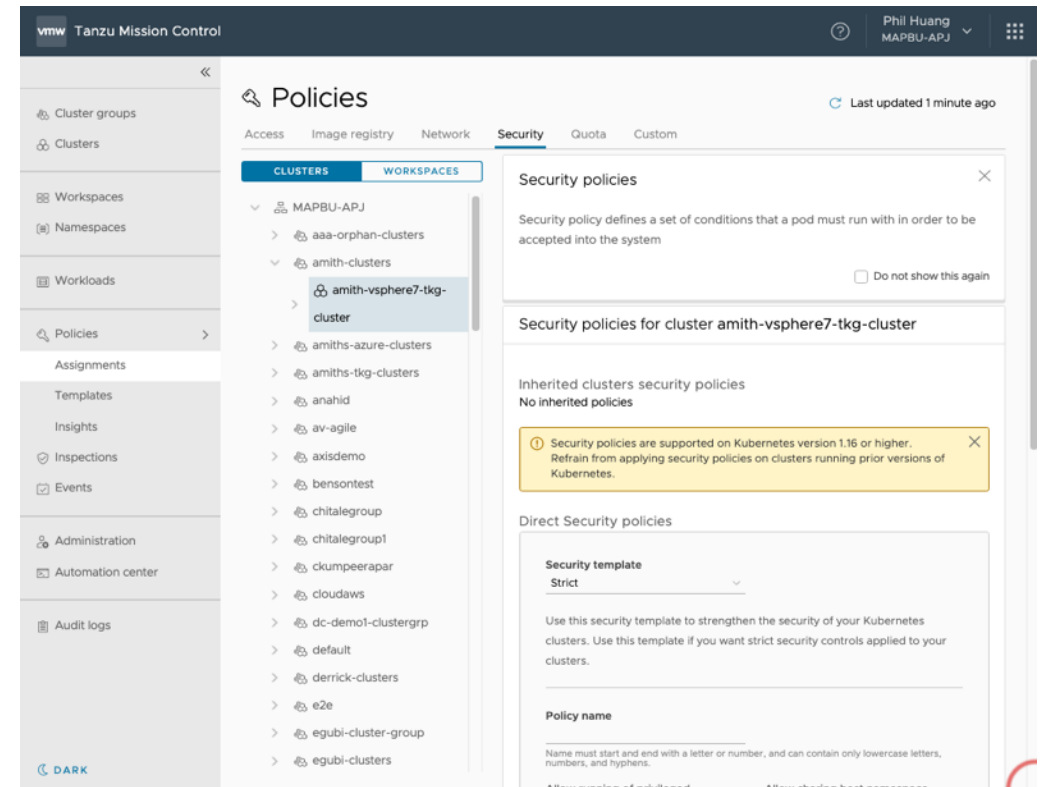 vmw Tanzu Mission Control
Phil Huang
MAPBU-APJ
Cluster groups
Clusters
Workspaces
Namespaces
Workloads
Policies
Assignments
Templates
Insights
Inspections
Events
Administration
Automation center
Audit logs
DARK
Policies
Last updated 1 minute ago
Access Image registry Network Security Quota Custom
CLUSTERS WORKSPACES
MAPBU-APJ
aaa-orphan-clusters
amith-clusters
amith-vsphere7-tkg-
cluster
amiths-azure-clusters
amiths-tkg-clusters
anahid
av-agile
axisdemo
bensontest
chitalegroup
chitalegroup1
ckumpeerapar
cloudaws
dc-demo1-clustergrp
default
derrick-clusters
e2e
egubi-cluster-group
egubi-clusters
Security policies
Security policy defines a set of conditions that a pod must run with in order to be
accepted into the system
Do not show this again
Security policies for cluster amith-vsphere7-tkg-cluster
Inherited clusters security policies
No inherited policies
Security policies are supported on Kubernetes version 1.16 or higher.
Refrain from applying security policies on clusters running prior versions of
Kubernetes.
Direct Security policies
Security template
Strict
Use this security template to strengthen the security of your Kubernetes
clusters. Use this template if you want strict security controls applied to your
clusters.
Policy name
Name must start and end with a letter or number, and can contain only lowercase letters,
numbers, and hyphens.